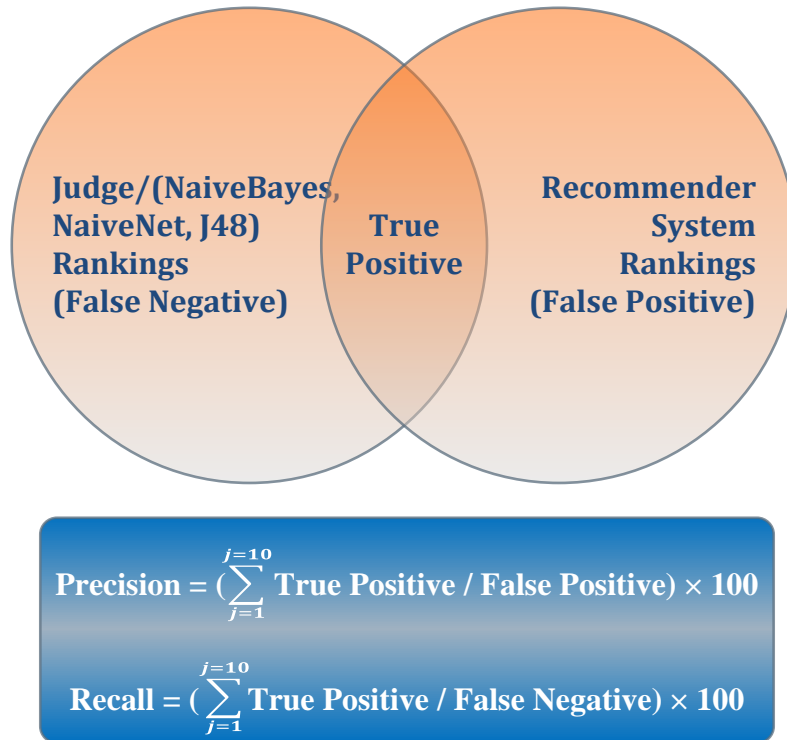 Judge/(NaiveBayes,
NaiveNet, J48)
Rankings
(False Negative)
True
Positive
Recommender
System
Rankings
(False Positive)
Precision = (∑_{j=1}^{j=10} True Positive / False Positive) × 100
Recall = (∑_{j=1}^{j=10} True Positive / False Negative) × 100